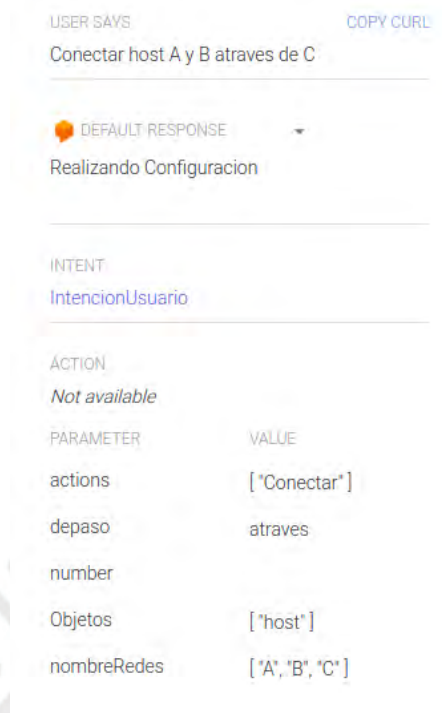 USER SAYS COPY CURL
Conectar host A y B atraves de C
DEFAULT RESPONSE
Realizando Configuracion
INTENT
IntencionUsuario
ACTION
Not available
PARAMETER VALUE
actions ["Conectar"]
depaso atraves
number
Objetos ["host"]
nombreRedes ["A", "B", "C"]